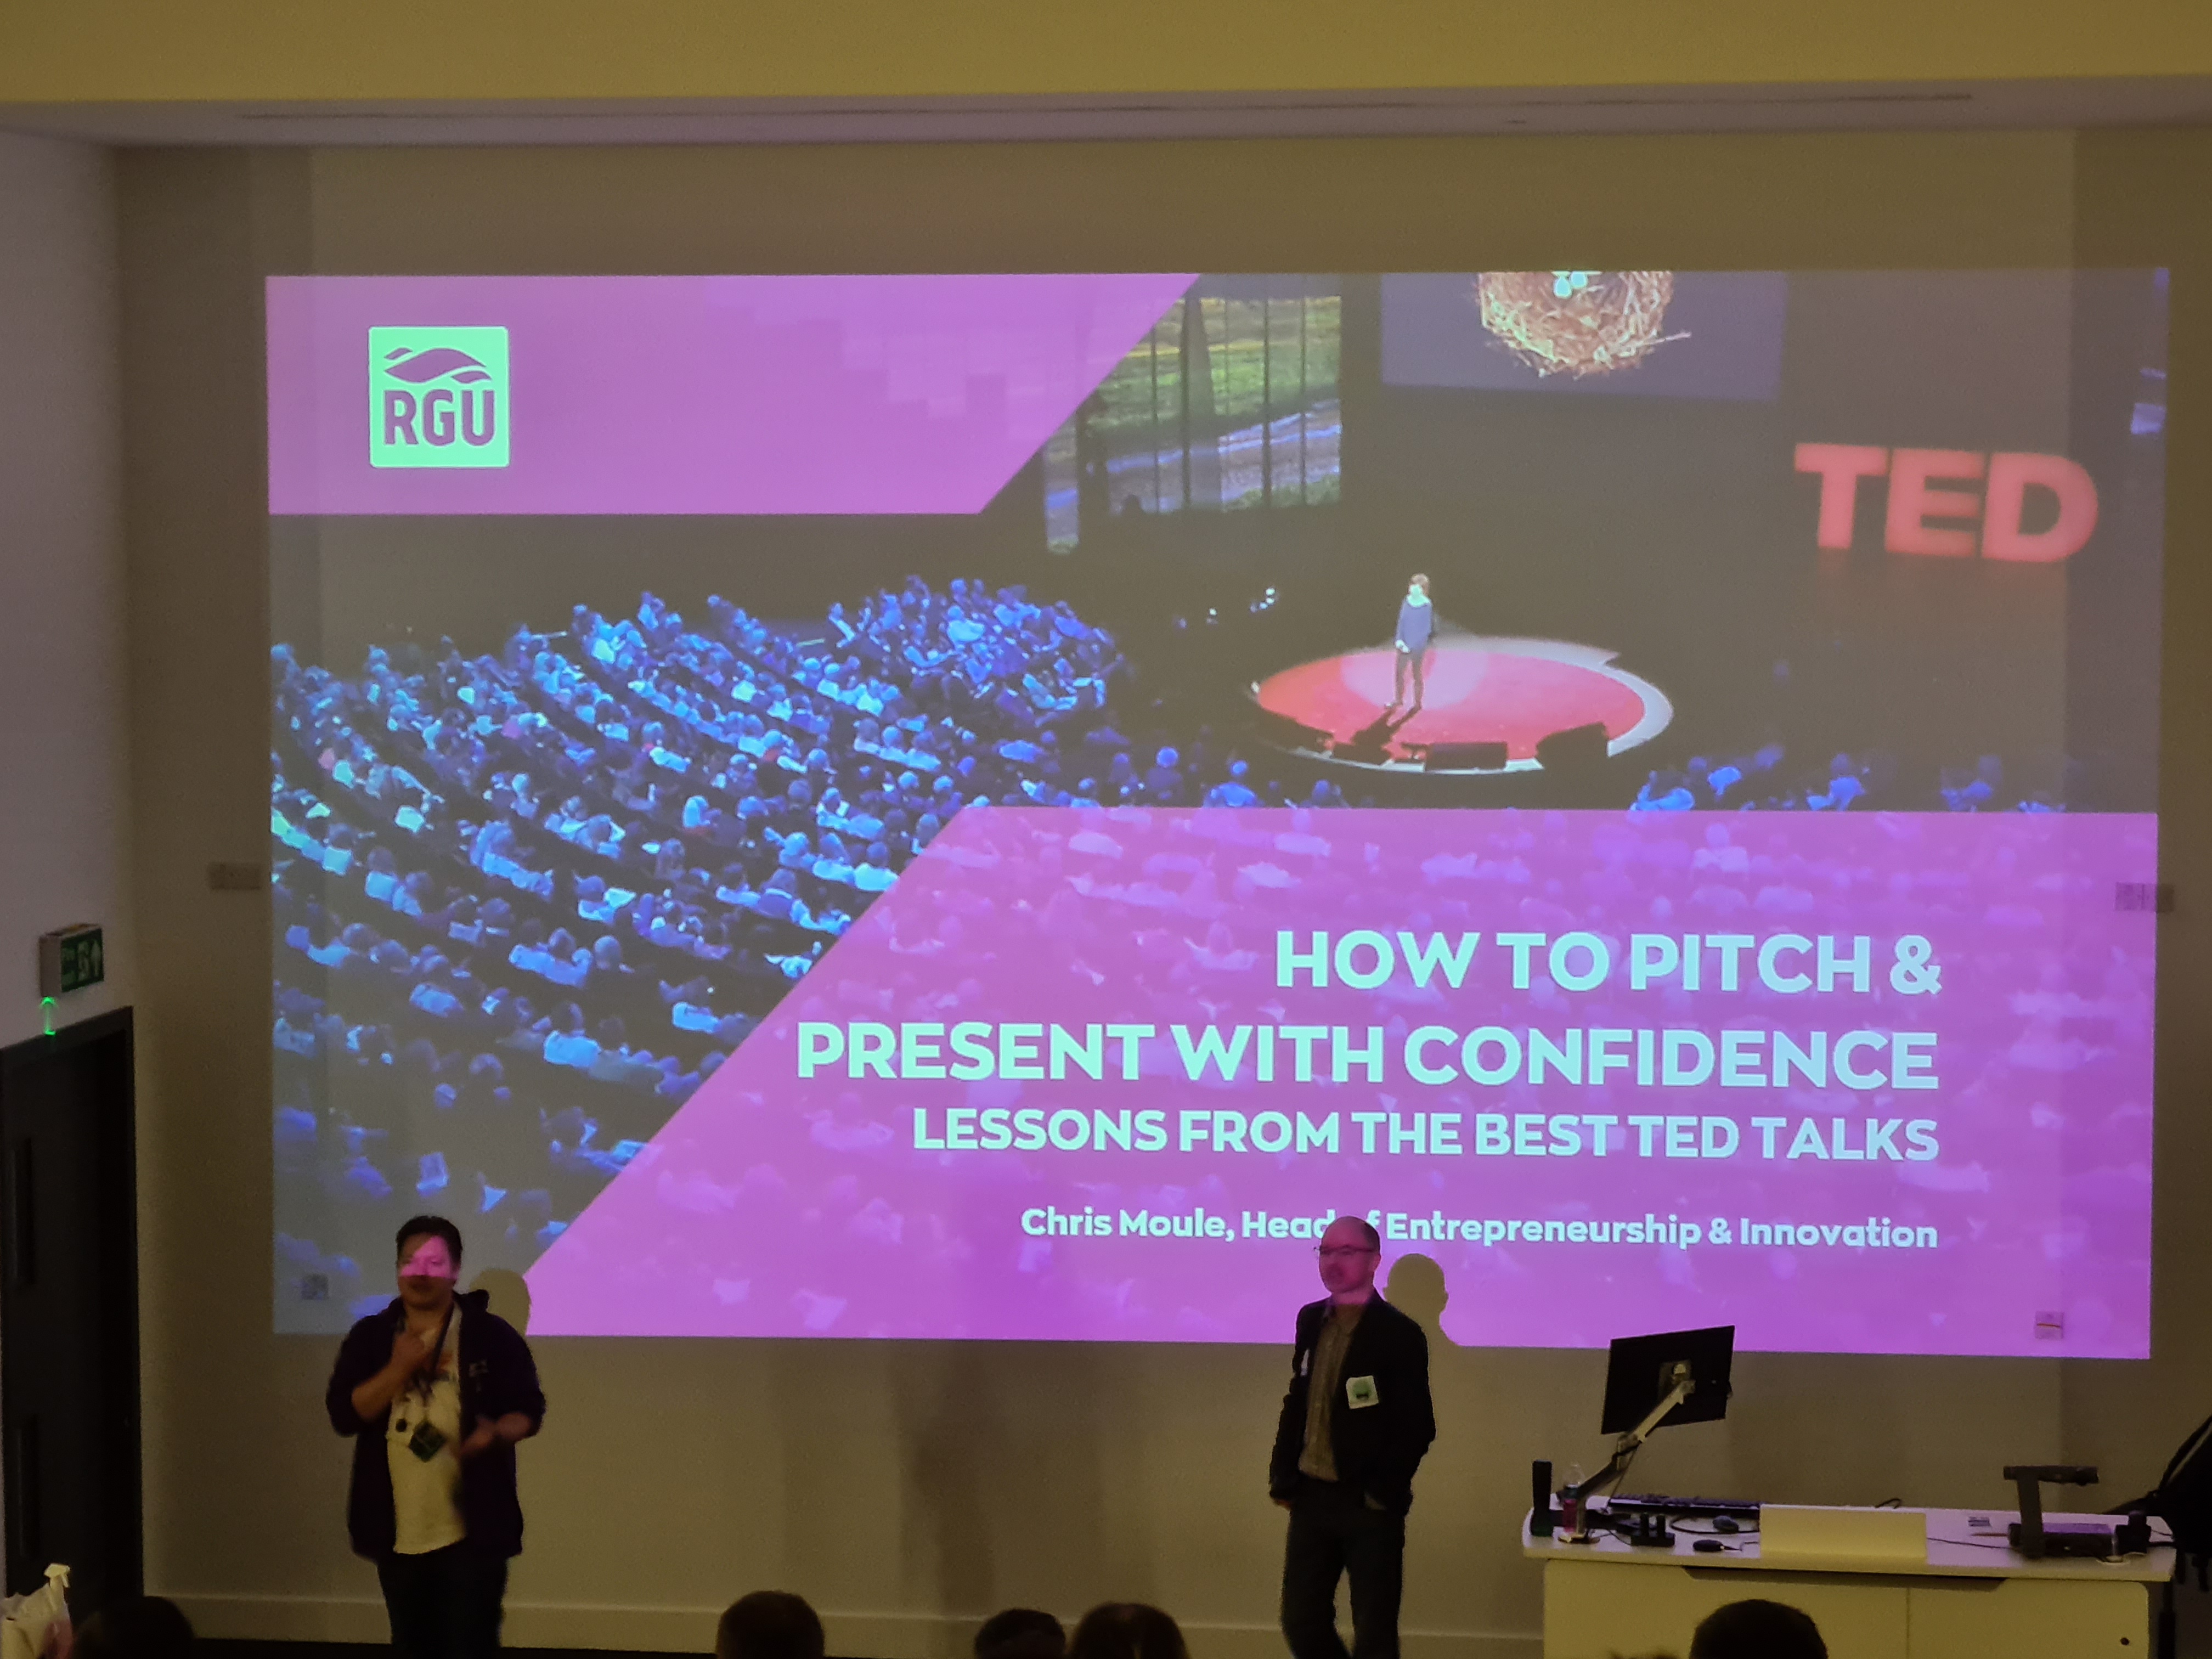 RGU
TED
HOW TO PITCH &
PRESENT WITH CONFIDENCE
LESSONS FROM THE BEST TED TALKS
Chris Moule, Head of Entrepreneurship & Innovation